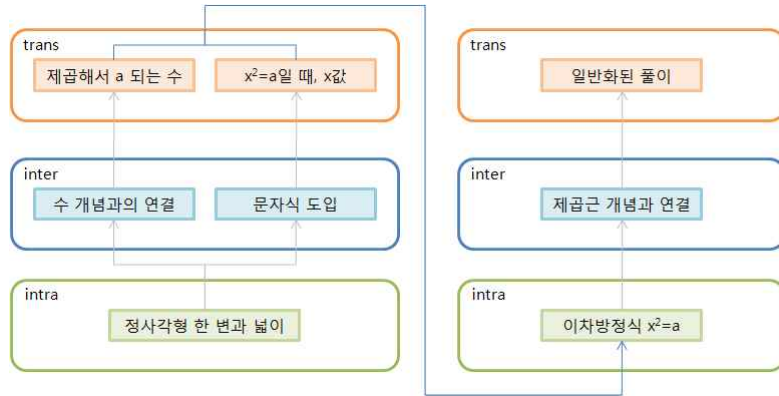 trans
제곱해서 a 되는 수
x²=a일 때, x값
inter
수 개념과의 연결
문자식 도입
intra
정사각형 한 변과 넓이
trans
일반화된 풀이
inter
제곱근 개념과 연결
intra
이차방정식 x²=a